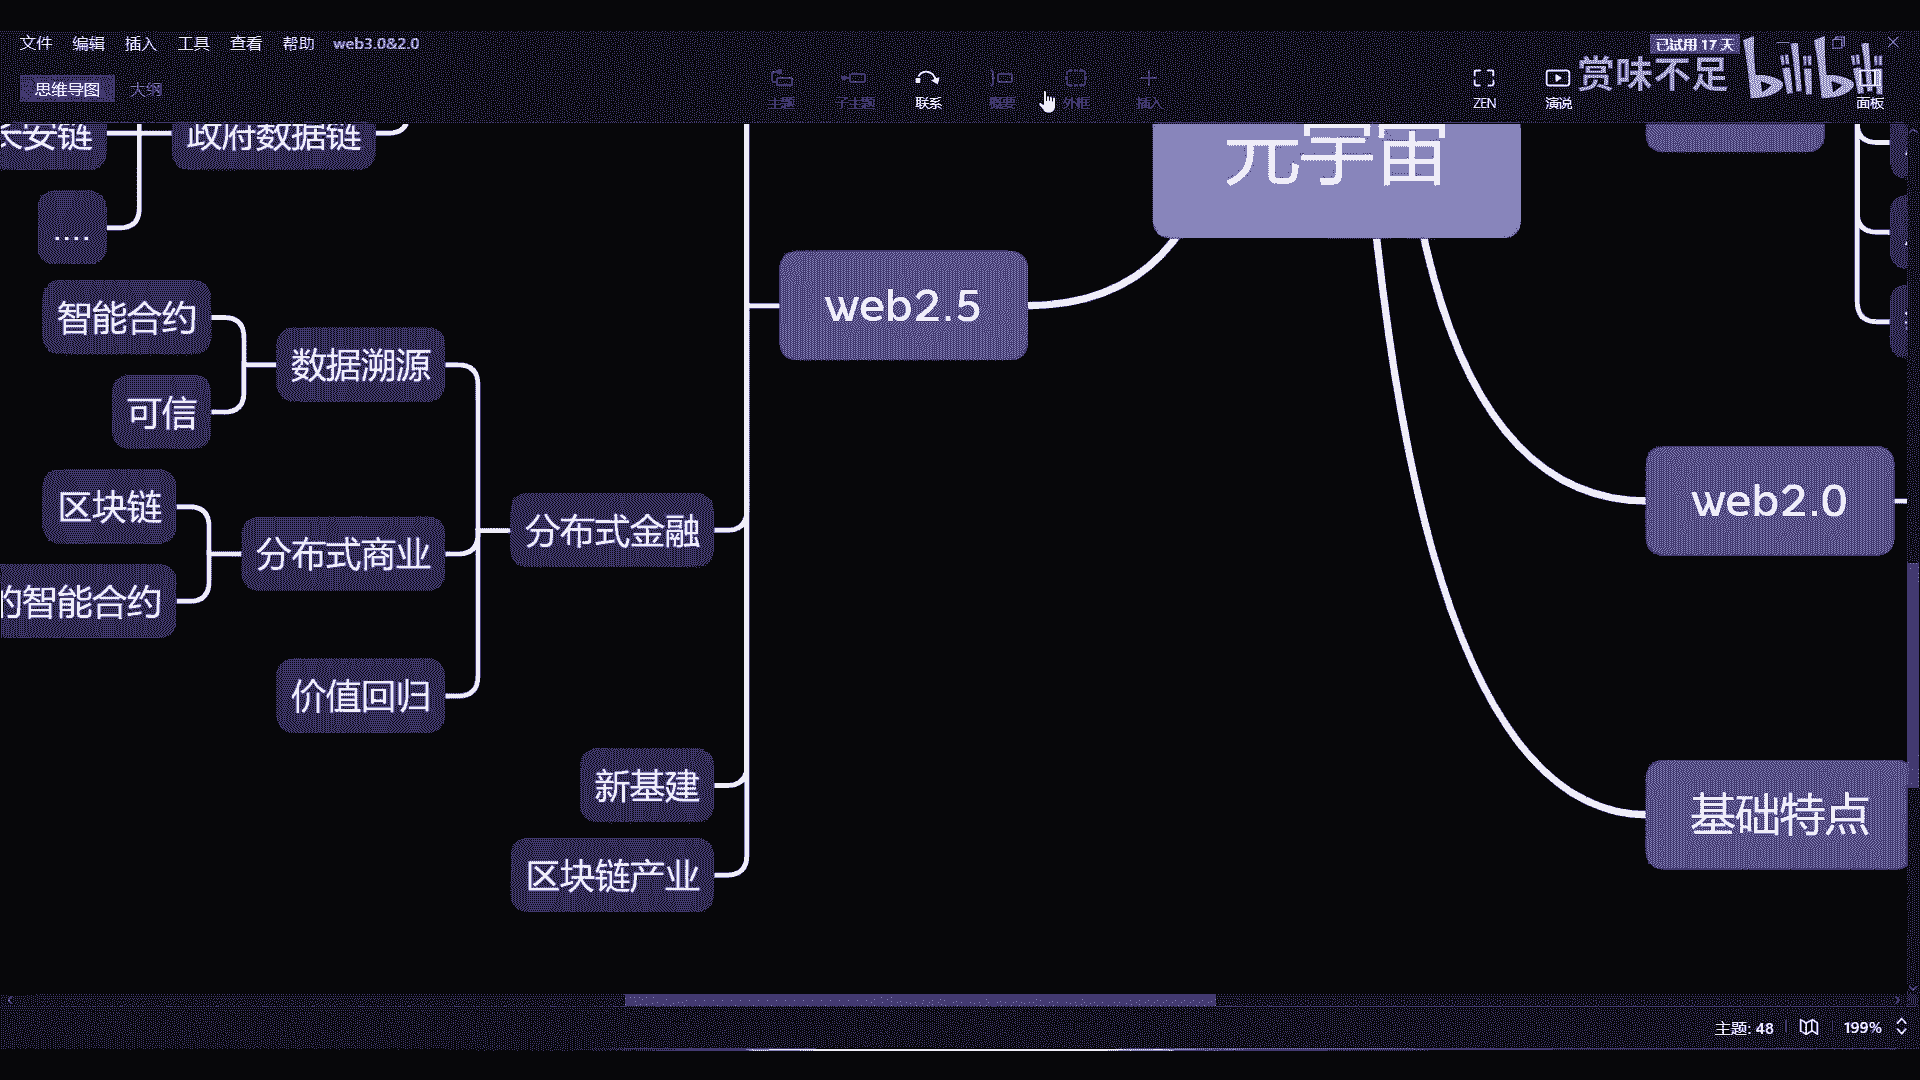 文件 编辑 插入 工具 查看 帮助 web3.0&2.0 已试用 17 天
思维导图 大纲
主题 子主题 联系 概要 外框 插入 ZEN 演说 面板
赏味不足 bilibili
元宇宙
长安链 政府数据链
....
web2.5
智能合约
数据溯源
可信
区块链
分布式金融
web2.0
分布式商业
的智能合约
价值回归
新基建
基础特点
区块链产业
主题: 48 199%